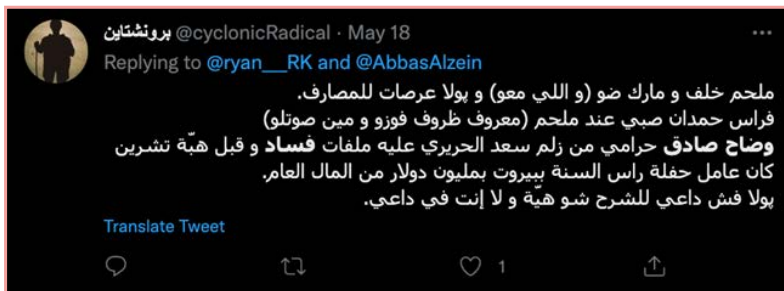 برونشتاين @cyclonicRadical · May 18
Replying to @ryan__RK and @AbbasAlzein
ملحم خلف و مارك ضو (و اللي معو) و پولا عرصات للمصارف.
فراس حمدان صبي عند ملحم (معروف ظروف فوزو و مين صوتلو)
وضاح صادق حرامي من زلم سعد الحريري عليه ملفات فساد و قبل هبّة تشرين
كان عامل حفلة راس السنة ببيروت بمليون دولار من المال العام.
پولا فش داعي للشرح شو هيّة و لا إنت في داعي.
Translate Tweet
1